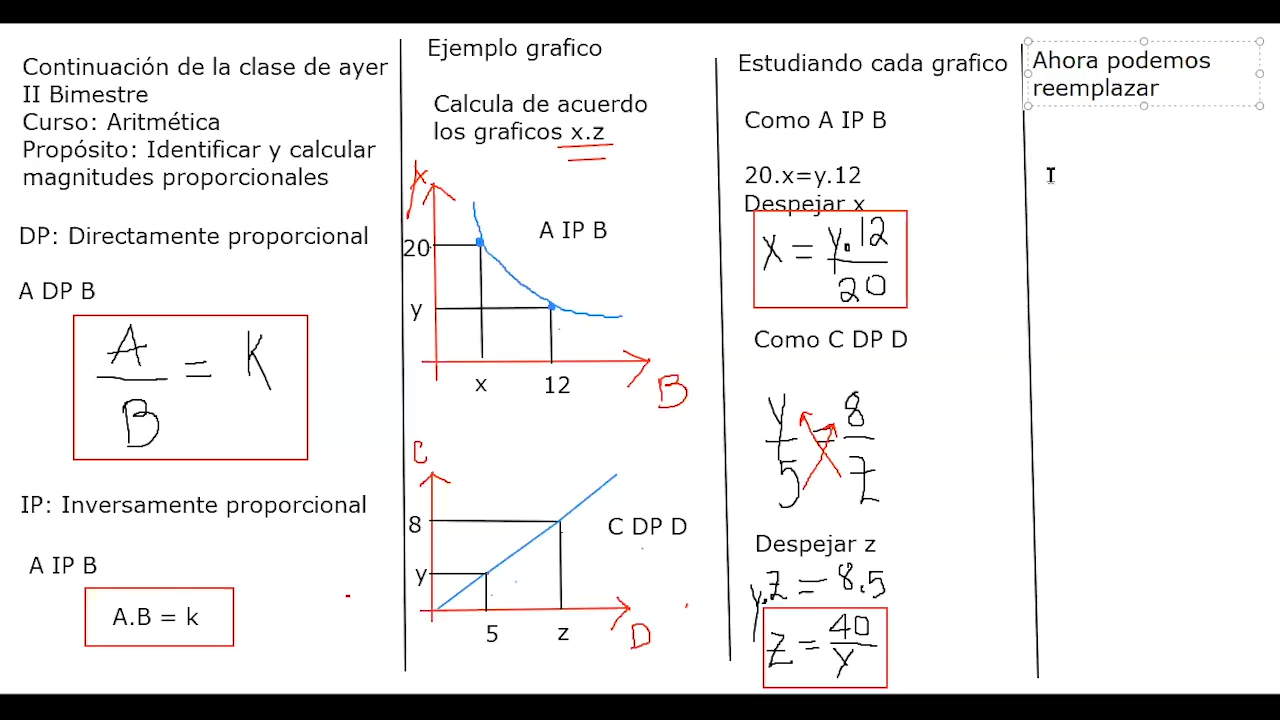 Continuación de la clase de ayer
II Bimestre
Curso: Aritmética
Propósito: Identificar y calcular
magnitudes proporcionales
DP: Directamente proporcional
A DP B
A
B
= K
IP: Inversamente proporcional
A IP B
A.B = k
Ejemplo grafico
Calcula de acuerdo
los graficos x.z
A
20
A IP B
y
x
12
B
C
8
C DP D
y
5
z
D
Estudiando cada grafico
Como A IP B
20.x=y.12
Despejar x
x = y.12
20
Como C DP D
y = 8
5 z
Despejar z
y.z = 8.5
z = 40
y
Ahora podemos
reemplazar